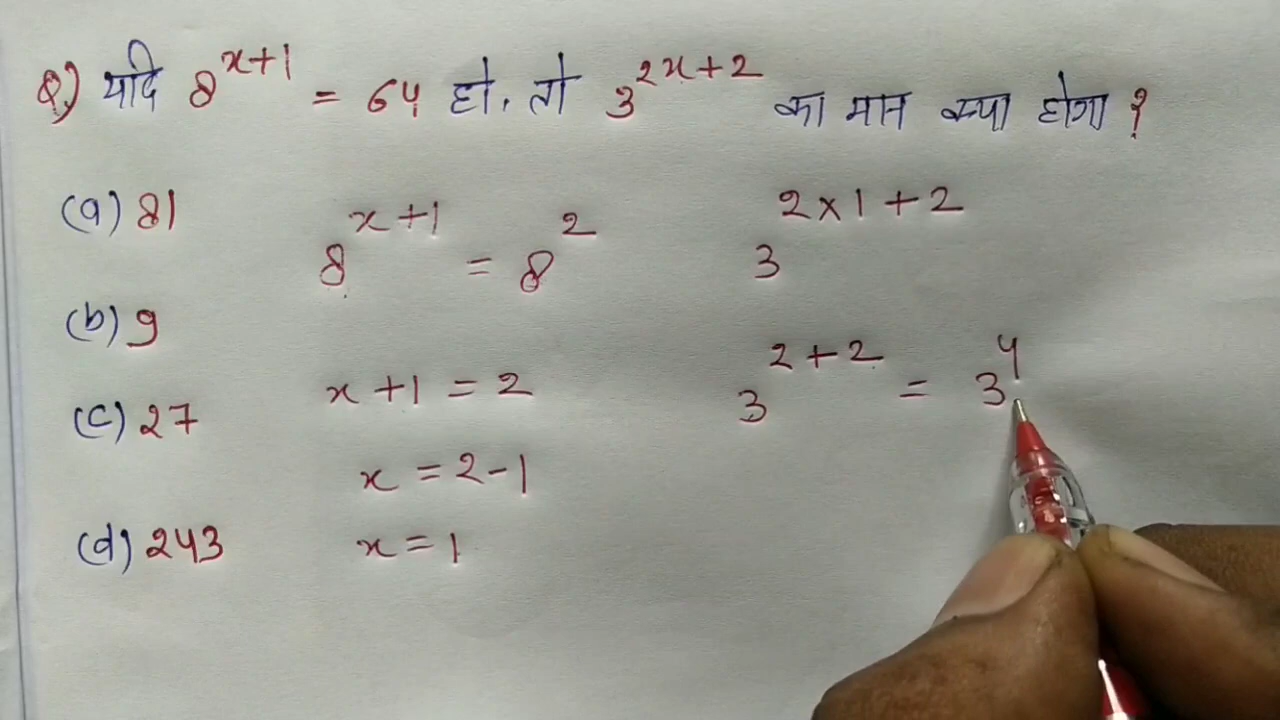 Q) यदि 8^{x+1} = 64 हो, तो 3^{2x+2} का मान क्या होगा ?
(a) 81
(b) 9
(c) 27
(d) 243
8^{x+1} = 8^{2}
x + 1 = 2
x = 2 - 1
x = 1
3^{2×1+2}
3^{2+2} = 3^{4}